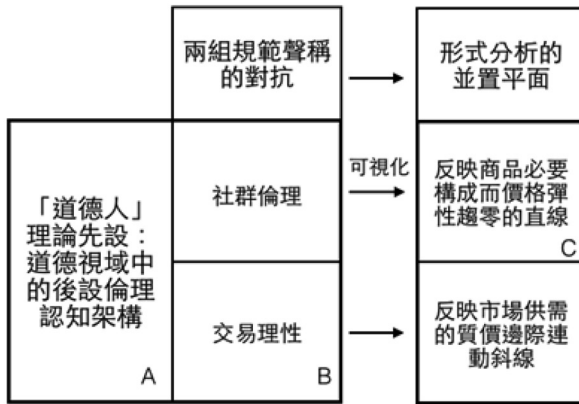 兩組規範聲稱
的對抗
形式分析的
並置平面
「道德人」
理論先設：
道德視域中
的後設倫理
認知架構
A
社群倫理
可視化
反映商品必要
構成而價格彈
性趨零的直線
C
交易理性
B
反映市場供需
的質價邊際連
動斜線